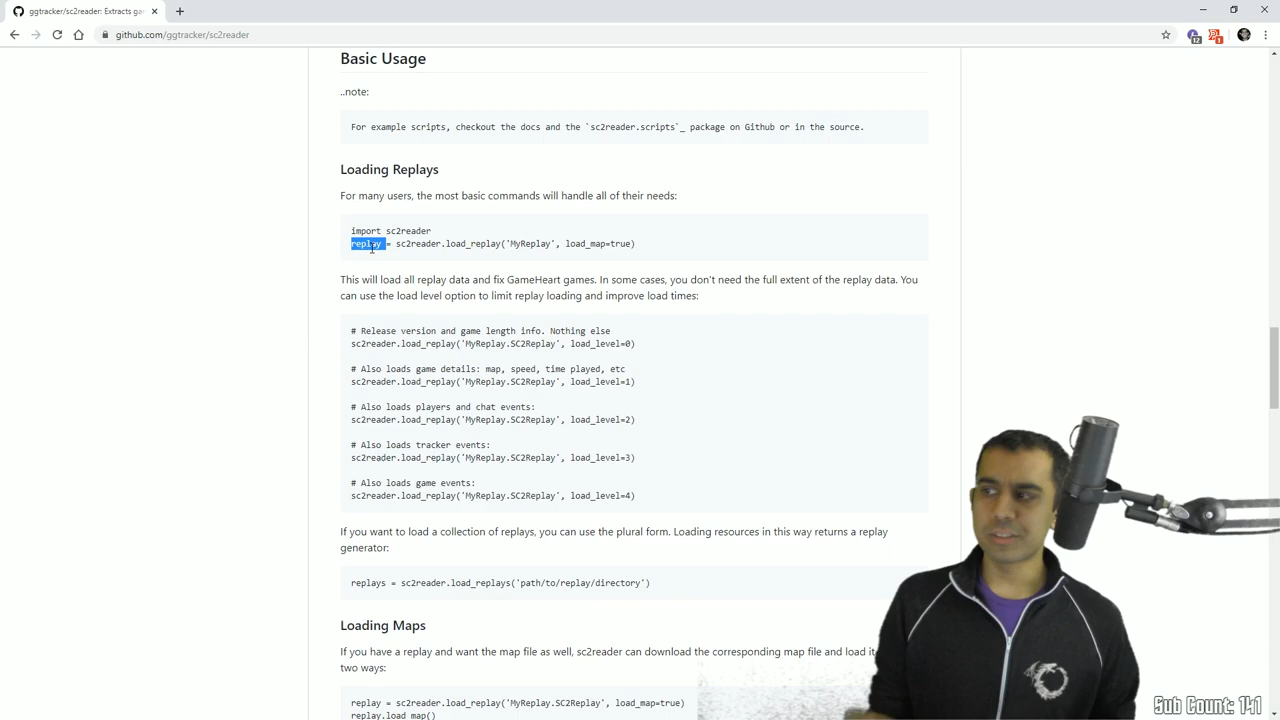 ggtracker/sc2reader: Extracts ga
github.com/ggtracker/sc2reader
12
1
Basic Usage
..note:
For example scripts, checkout the docs and the `sc2reader.scripts`_ package on Github or in the source.
Loading Replays
For many users, the most basic commands will handle all of their needs:
import sc2reader
replay = sc2reader.load_replay('MyReplay', load_map=true)
This will load all replay data and fix GameHeart games. In some cases, you don't need the full extent of the replay data. You
can use the load level option to limit replay loading and improve load times:
# Release version and game length info. Nothing else
sc2reader.load_replay('MyReplay.SC2Replay', load_level=0)
# Also loads game details: map, speed, time played, etc
sc2reader.load_replay('MyReplay.SC2Replay', load_level=1)
# Also loads players and chat events:
sc2reader.load_replay('MyReplay.SC2Replay', load_level=2)
# Also loads tracker events:
sc2reader.load_replay('MyReplay.SC2Replay', load_level=3)
# Also loads game events:
sc2reader.load_replay('MyReplay.SC2Replay', load_level=4)
If you want to load a collection of replays, you can use the plural form. Loading resources in this way returns a replay
generator:
replays = sc2reader.load_replays('path/to/replay/directory')
Loading Maps
If you have a replay and want the map file as well, sc2reader can download the corresponding map file and load it
two ways:
replay = sc2reader.load_replay('MyReplay.SC2Replay', load_map=true)
replay.load_map()
Sub Count: 141